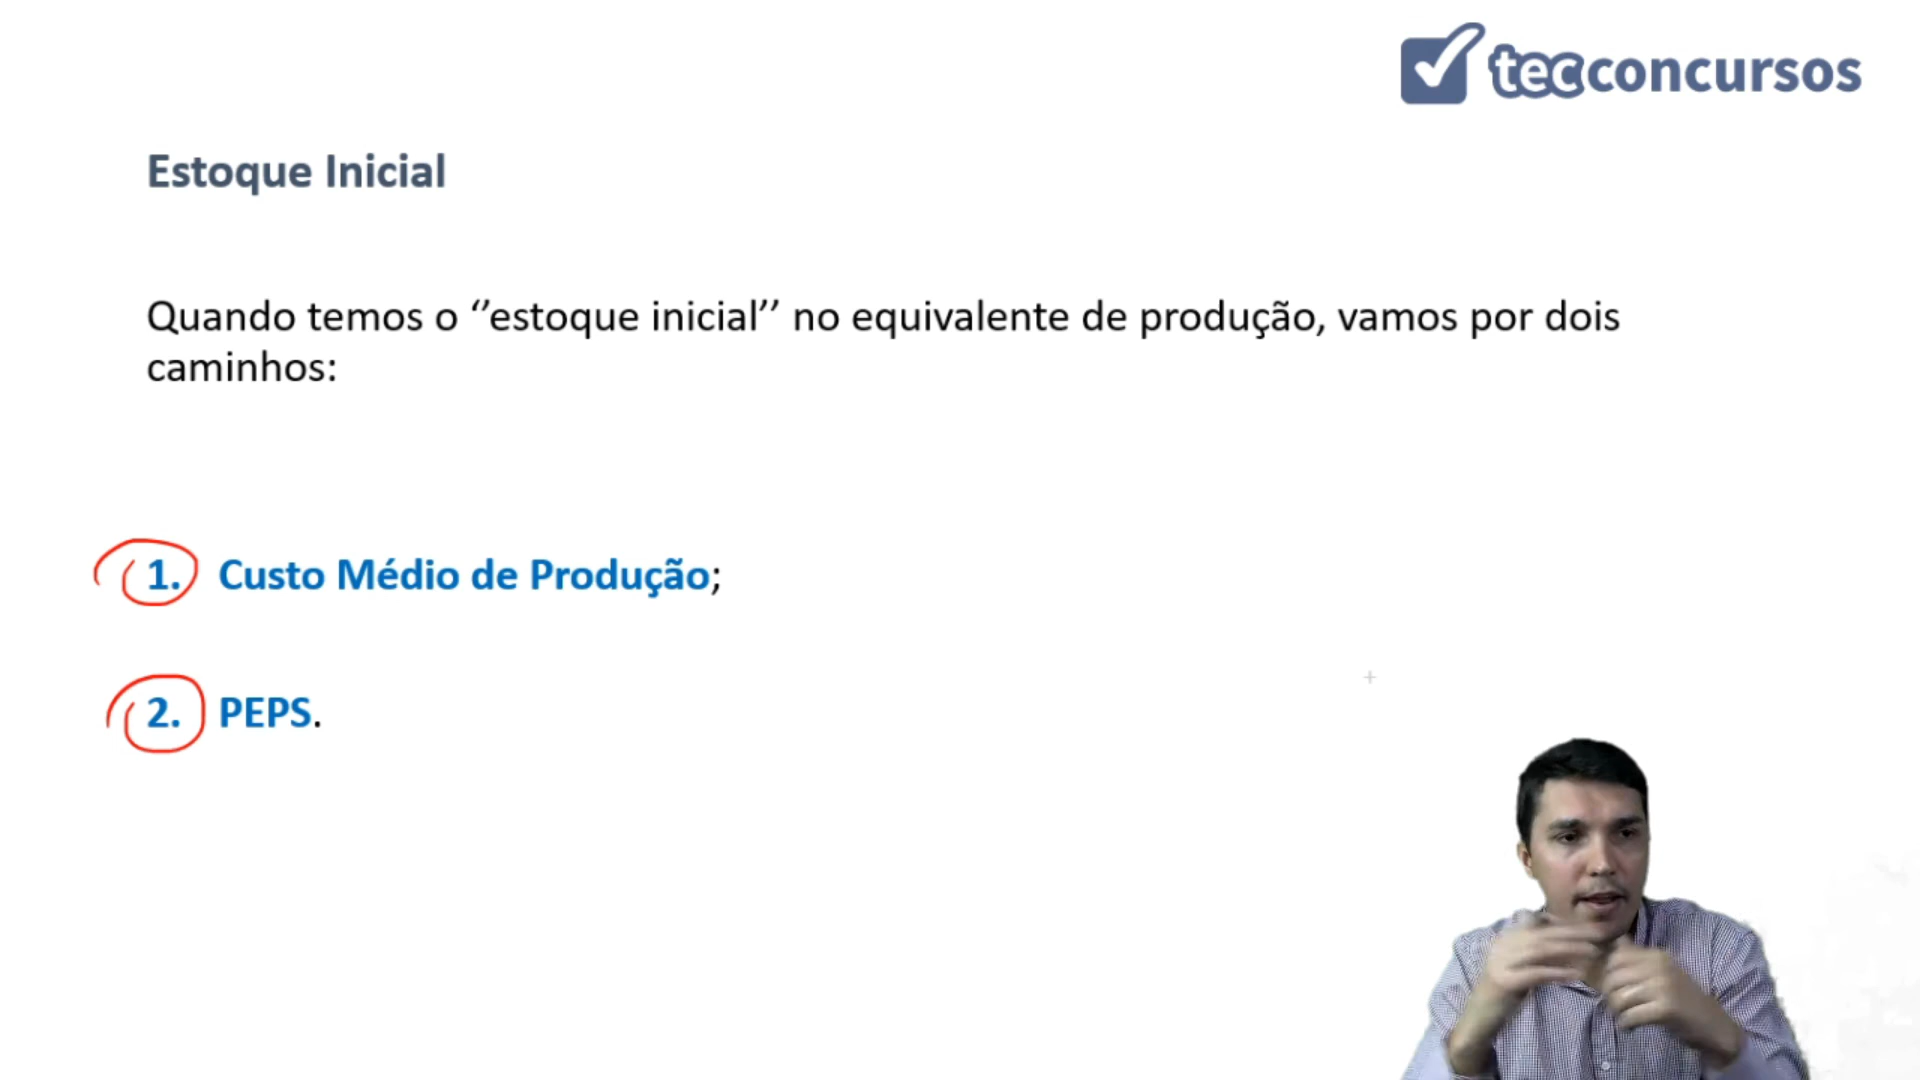 tecconcursos
Estoque Inicial
Quando temos o ‘’estoque inicial’’ no equivalente de produção, vamos por dois
caminhos:
1. Custo Médio de Produção;
2. PEPS.